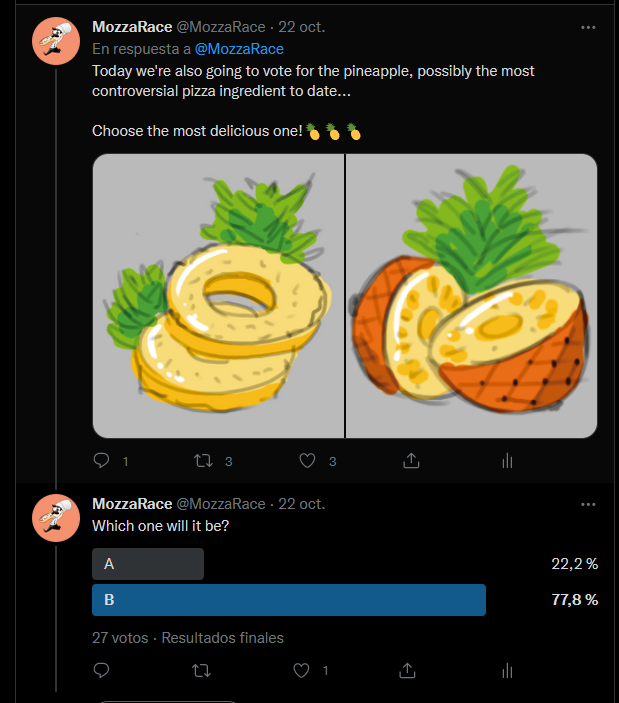 MozzaRace @MozzaRace · 22 oct.
En respuesta a @MozzaRace
Today we're also going to vote for the pineapple, possibly the most
controversial pizza ingredient to date...
Choose the most delicious one!🍍🍍🍍
1 3 3
MozzaRace @MozzaRace · 22 oct.
Which one will it be?
A 22,2 %
B 77,8 %
27 votos · Resultados finales
1